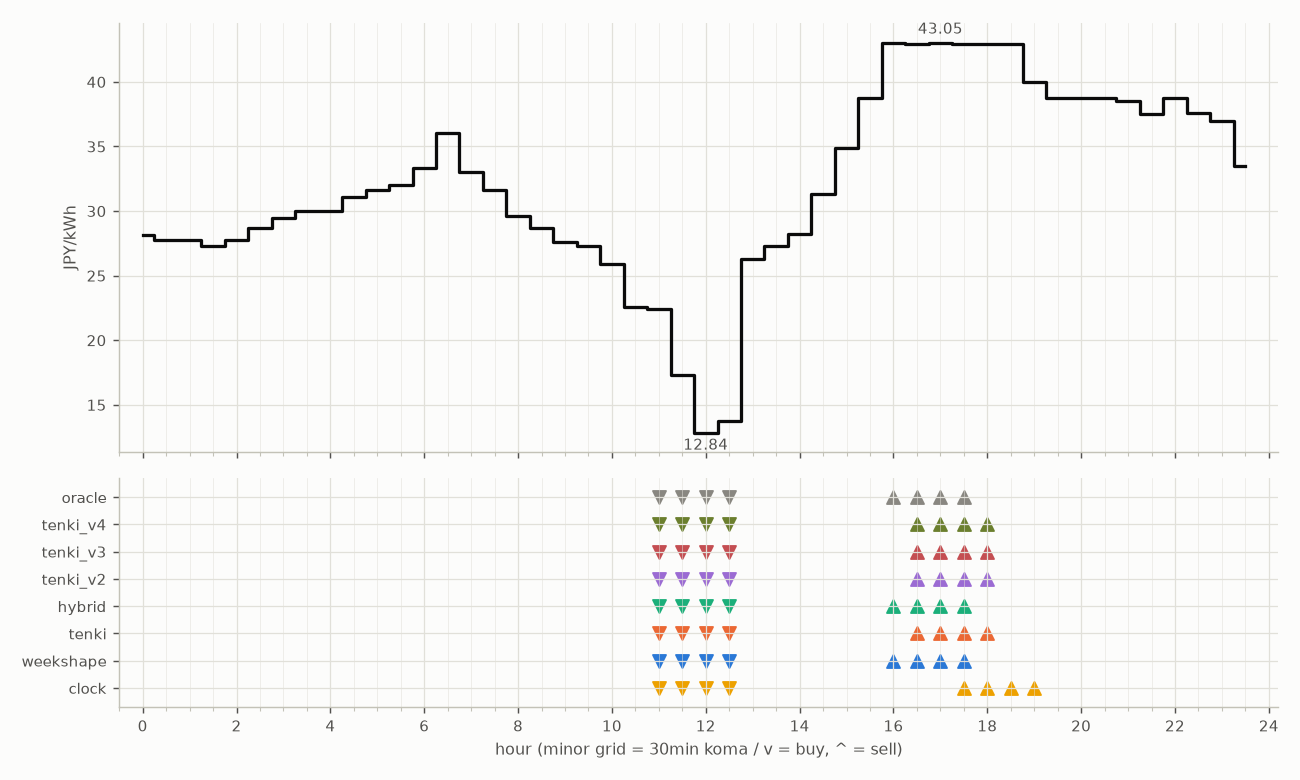 43.05
40
35
30
25
20
15
JPY/kWh
12.84
oracle
tenki_v4
tenki_v3
tenki_v2
hybrid
tenki
weekshape
clock
0 2 4 6 8 10 12 14 16 18 20 22 24
hour (minor grid = 30min koma / v = buy, ^ = sell)